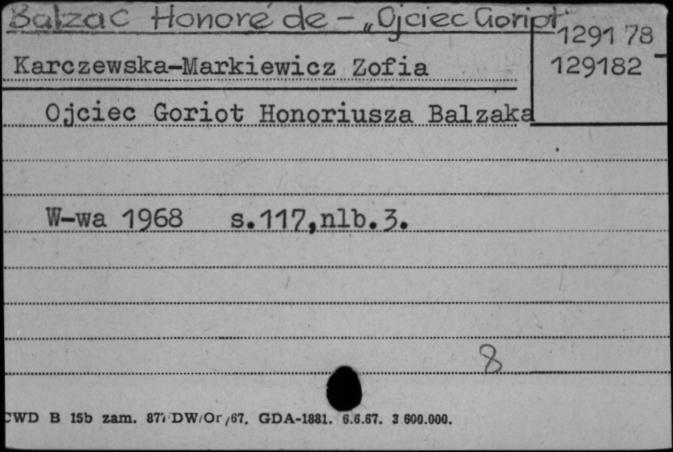 Balzac Honoré de - „Ojciec Goriot"
129178
Karczewska-Markiewicz Zofia
129182
Ojciec Goriot Honoriusza Balzaka
W-wa 1968 s.117,nlb.3.
8
CWD B 15b zam. DW/Or/67. GDA-1881. 6.6.67. 3 600.000.